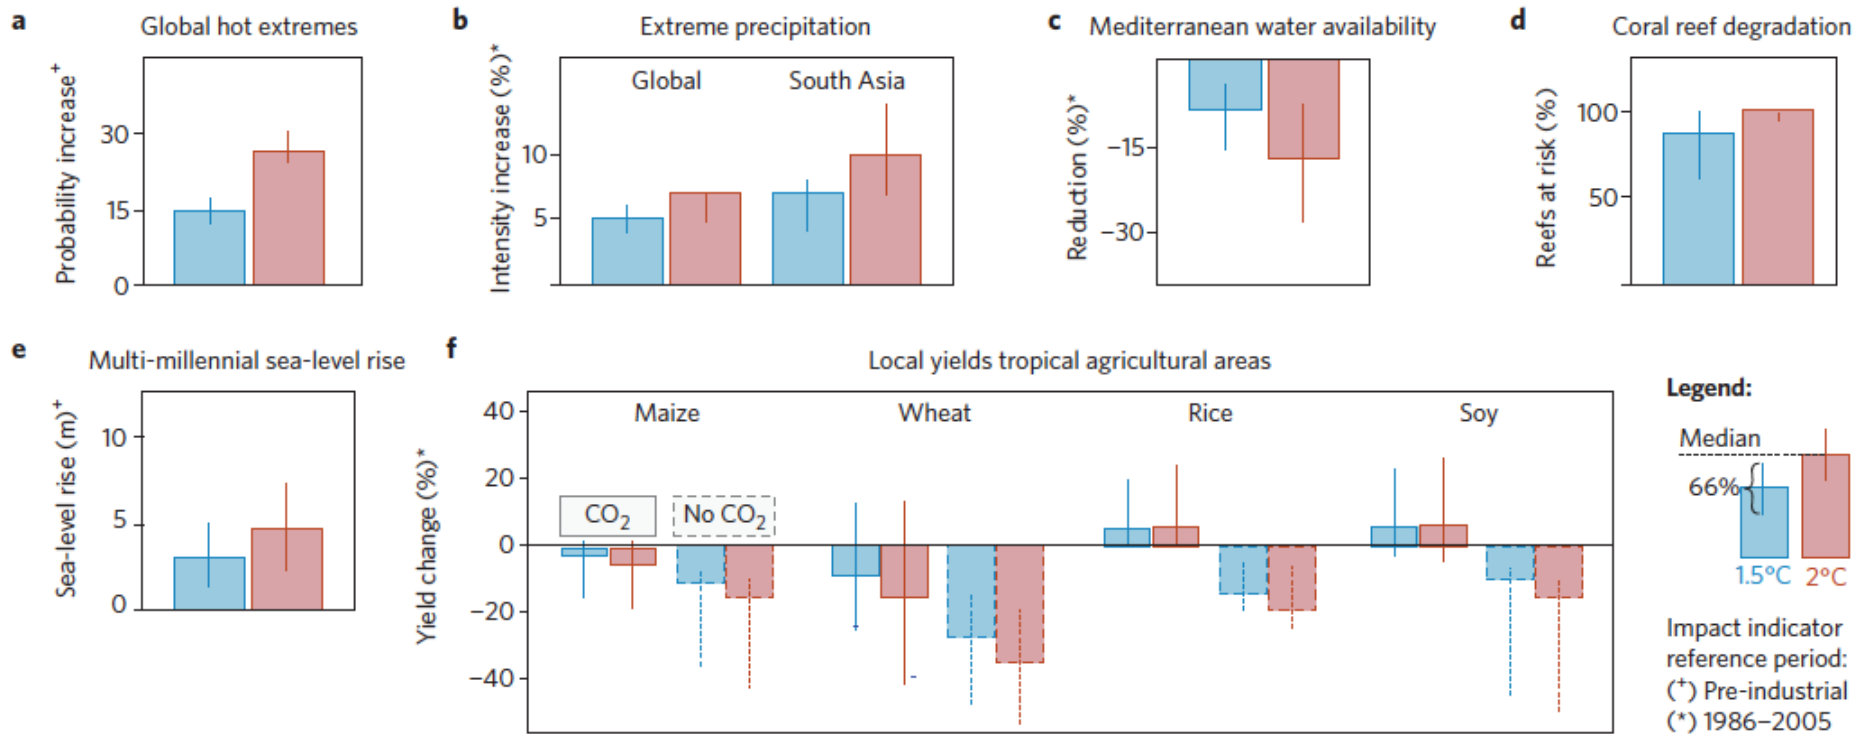 a Global hot extremes
Probability increase+
30
15
0
b Extreme precipitation
Intensity increase (%)*
Global South Asia
10
5
c Mediterranean water availability
Reduction (%)*
−15
−30
d Coral reef degradation
Reefs at risk (%)
100
50
e Multi-millennial sea-level rise
Sea-level rise (m)+
10
5
0
f Local yields tropical agricultural areas
Yield change (%)*
Maize Wheat Rice Soy
40
20
0
−20
−40
CO2 No CO2
Legend:
Median
66%
1.5°C 2°C
Impact indicator
reference period:
(+) Pre-industrial
(*) 1986–2005